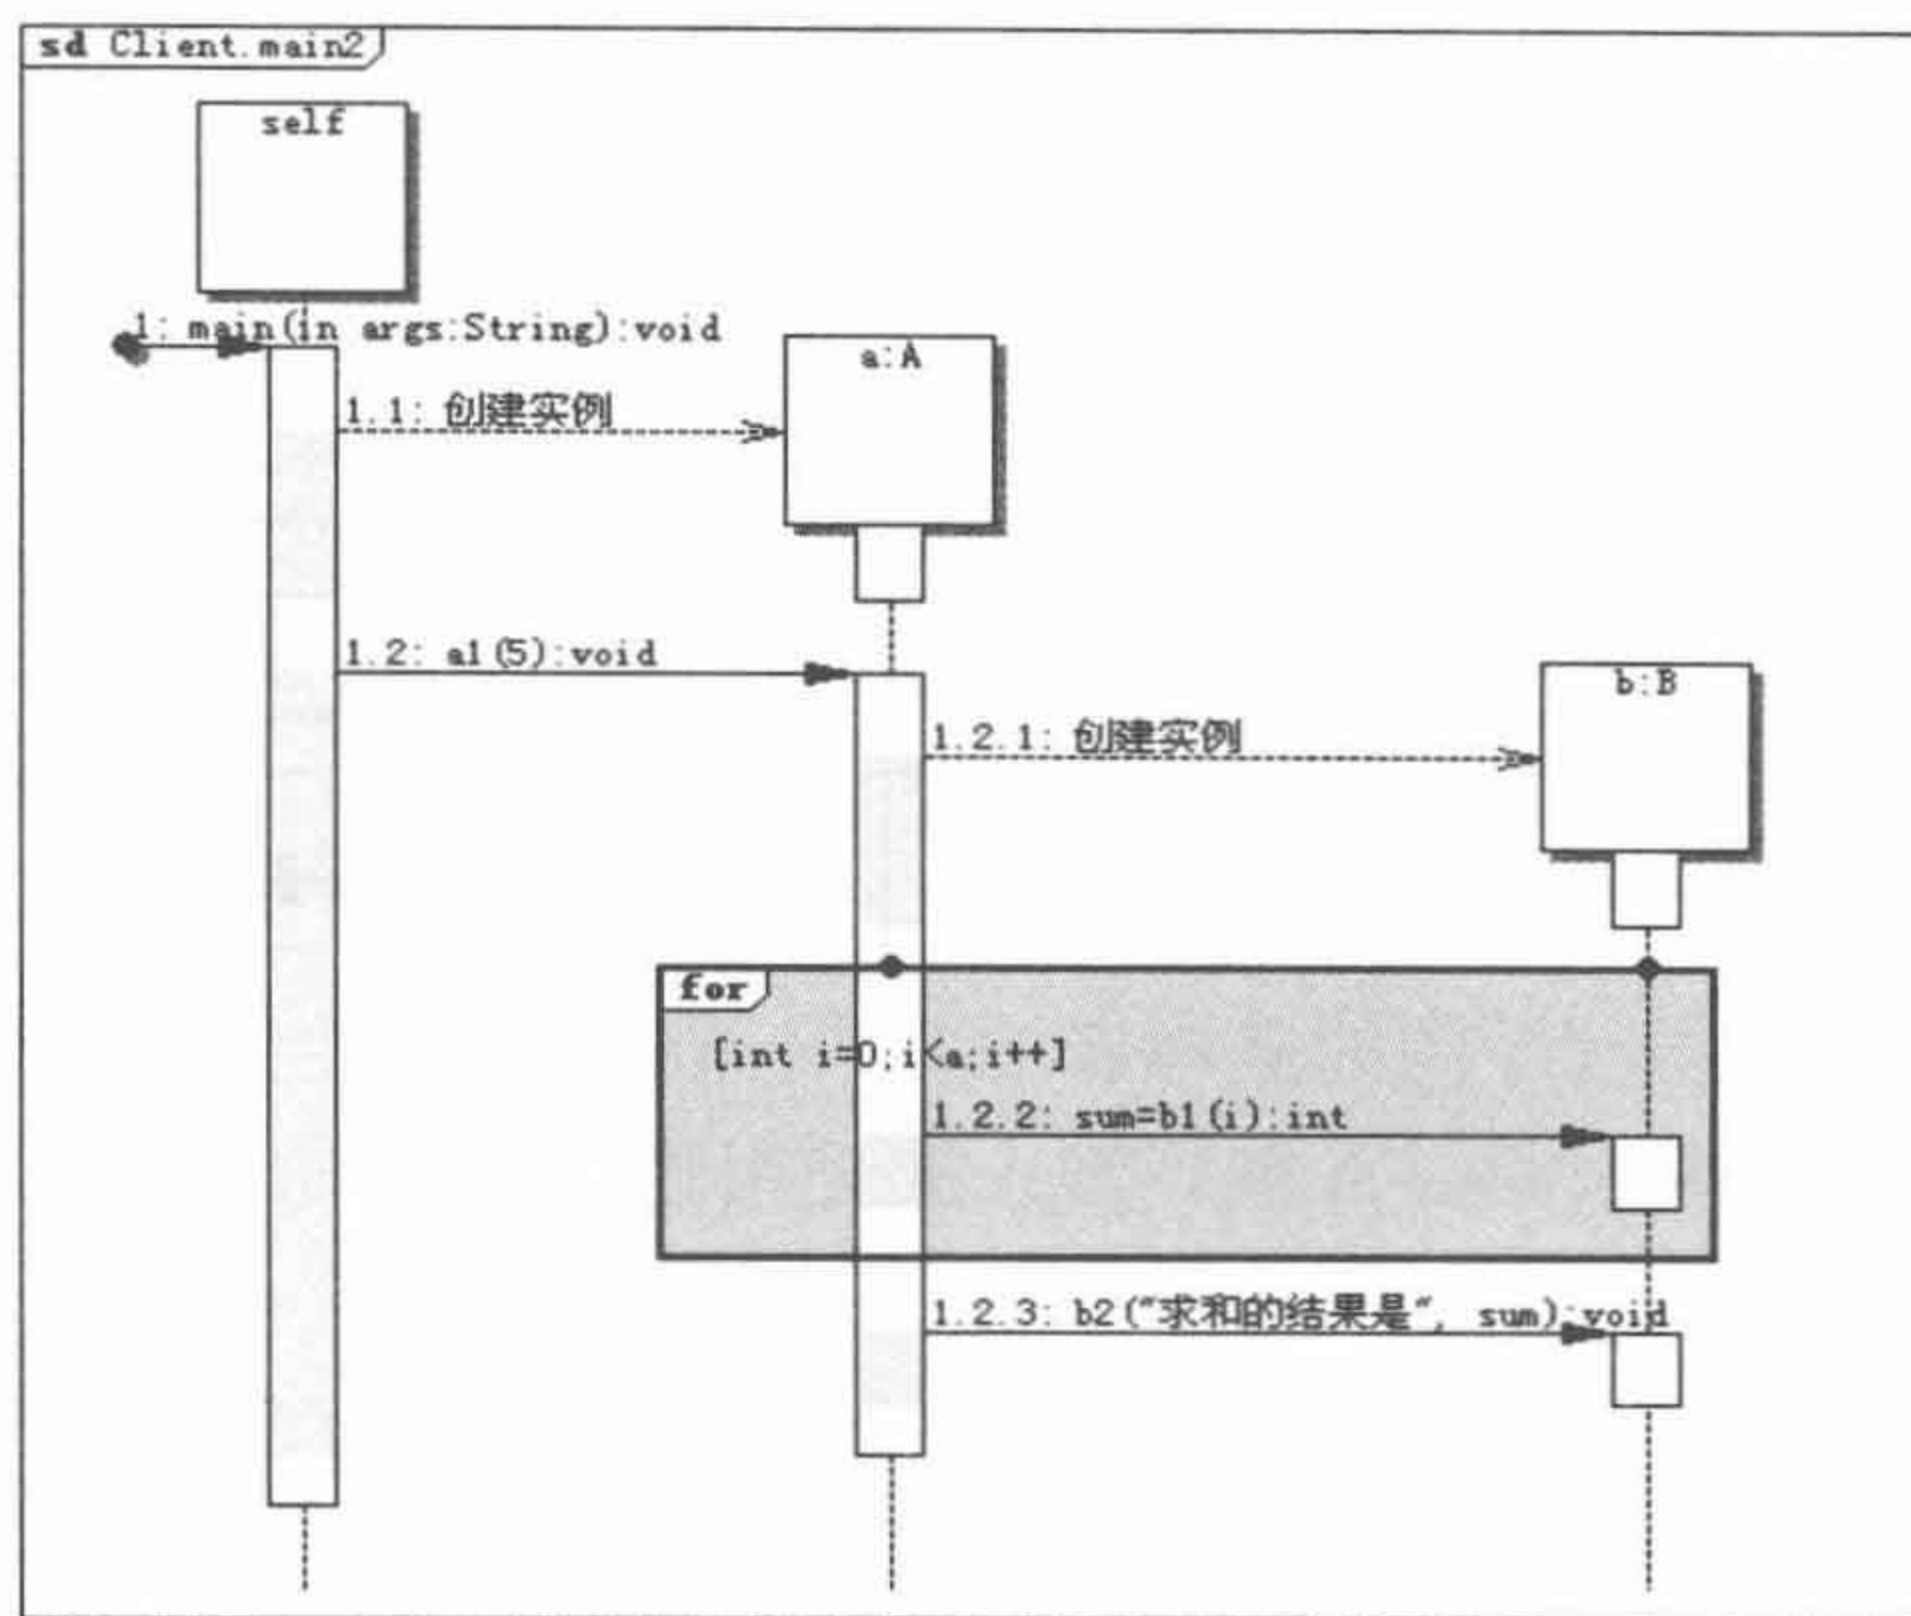 sd Client.main2
self
1: main(in args:String):void
a:A
1.1: 创建实例
1.2: a1(5):void
b:B
1.2.1: 创建实例
for
[int i=0;i<a;i++]
1.2.2: sum=b1(i):int
1.2.3: b2("求和的结果是", sum):void